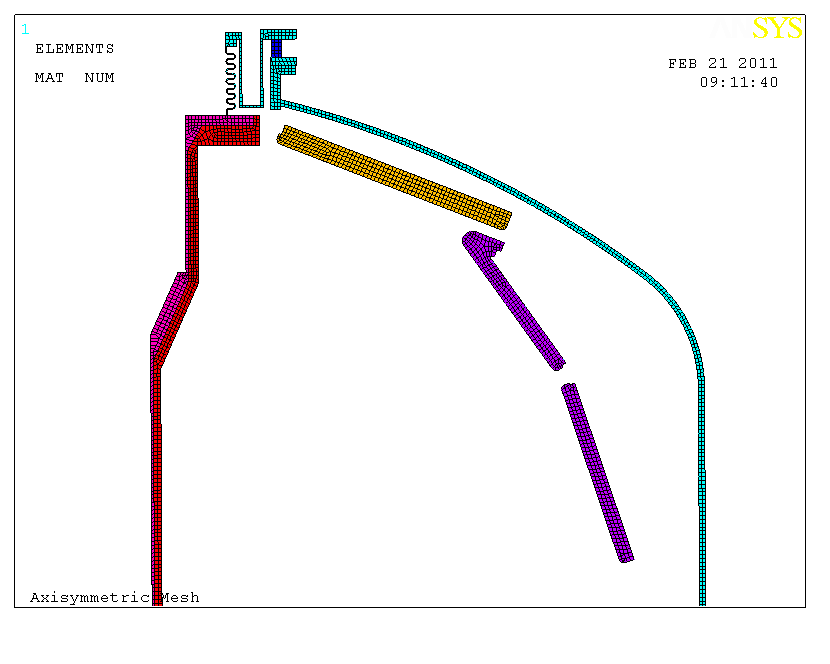 1
SYS
ELEMENTS
FEB 21 2011
MAT NUM
09:11:40
Axisymmetric Mesh